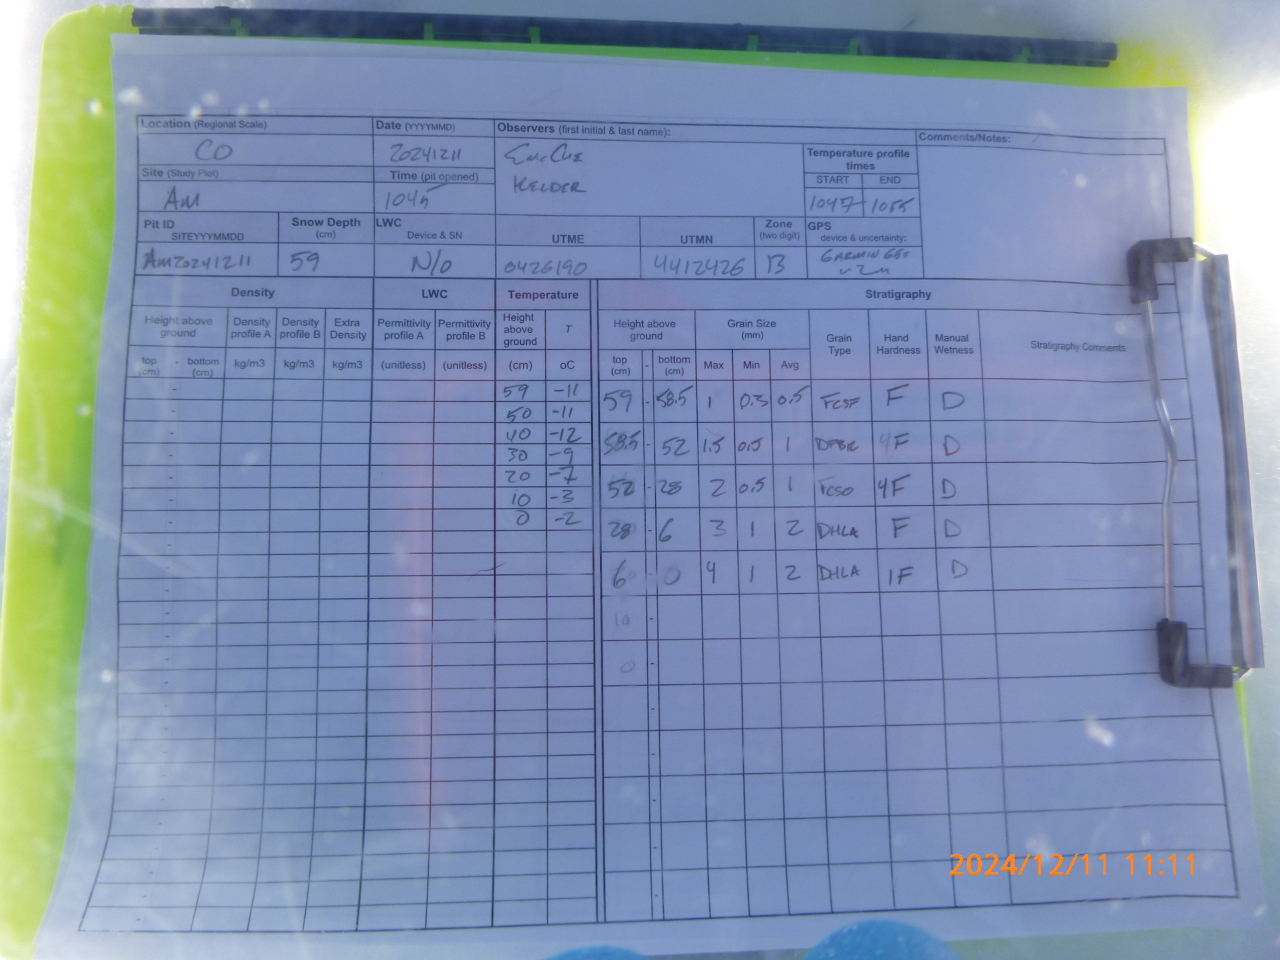 Location (Regional Scale) Date (YYYYMMD) Observers (first initial & last name): Comments/Notes:
CO 20241211
KELDER
Temperature profile times
START END
1047 1055
Site (Study Plot) Time (pit opened)
AM 1045
Pit ID SITEYYYMMDD Snow Depth (cm) LWC Device & SN UTME UTMN Zone (two digit) GPS device & uncertainty:
AM20241211 59 N/O 0426190 4412426 13 GARMIN
Density LWC Temperature Stratigraphy
Height above ground Density profile A Density profile B Extra Density Permittivity profile A Permittivity profile B Height above ground T Height above ground Grain Size (mm) Grain Type Hand Hardness Manual Wetness Stratigraphy Comments
top (cm) - bottom (cm) kg/m3 kg/m3 kg/m3 (unitless) (unitless) (cm) oC top (cm) - bottom (cm) Max Min Avg
59 -11
50 -11
40 -12
30 -9
20 -7
10 -3
0 -2
59 - 58.5 1 0.3 0.5 FCSF F D
58.5 - 52 1.5 0.5 1 4F D
52 - 28 2 0.5 1 FCSO 4F D
28 - 6 3 1 2 DHLA F D
6 - 0 4 1 2 DHLA 1F D
10 -
0 -
2024/12/11 11:11